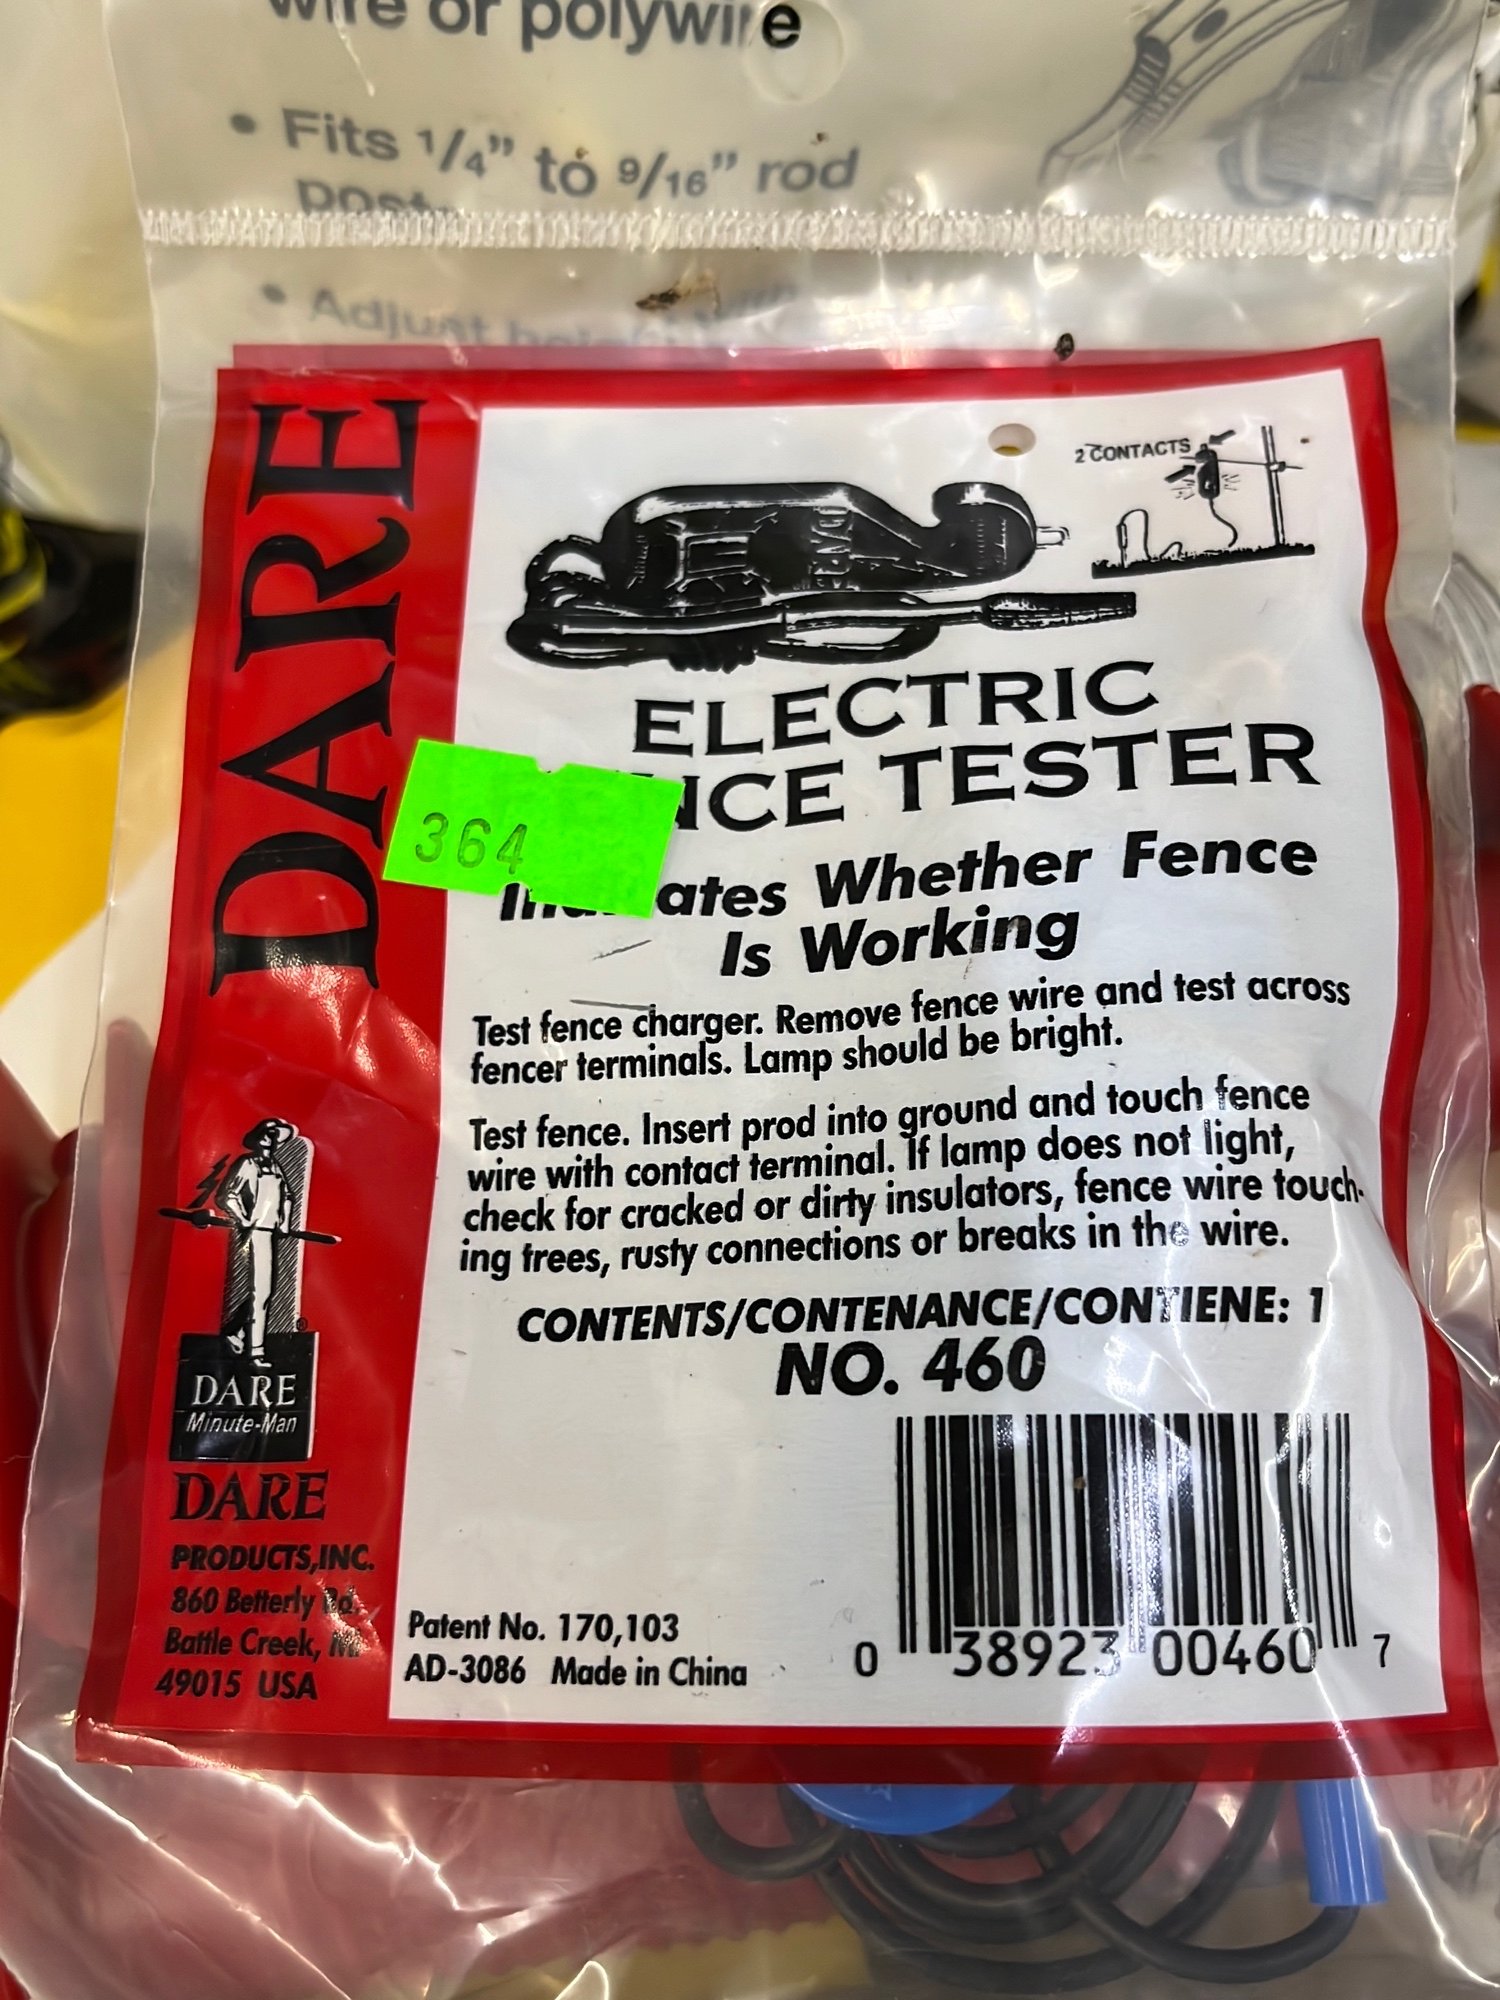 wire or polywire
• Fits 1/4" to 9/16" rod
• Adjust
DARE
2 CONTACTS
ELECTRIC
TESTER
364
Whether Fence
Is Working
Test fence charger. Remove fence wire and test across
fencer terminals. Lamp should be bright.
Test fence. Insert prod into ground and touch fence
wire with contact terminal. If lamp does not light,
check for cracked or dirty insulators, fence wire touch-
ing trees, rusty connections or breaks in the wire.
CONTENTS/CONTENANCE/CONTIENE: 1
NO. 460
DARE
Minute-Man
®
DARE
PRODUCTS, INC.
860 Betterly Rd.
Battle Creek, MI
49015 USA
Patent No. 170,103
AD-3086 Made in China
0 38923 00460 7